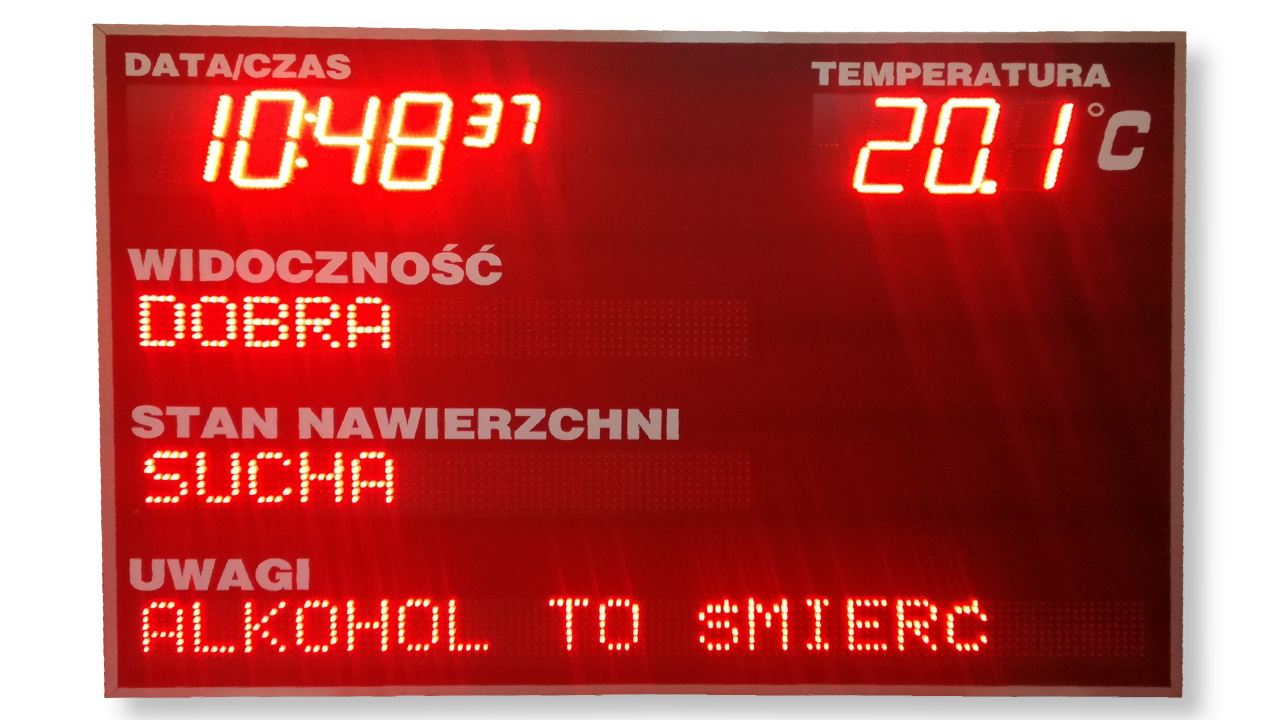 DATA/CZAS
10:48 37
TEMPERATURA
20.1 °C
WIDOCZNOŚĆ
DOBRA
STAN NAWIERZCHNI
SUCHA
UWAGI
ALKOHOL TO ŚMIERĆ